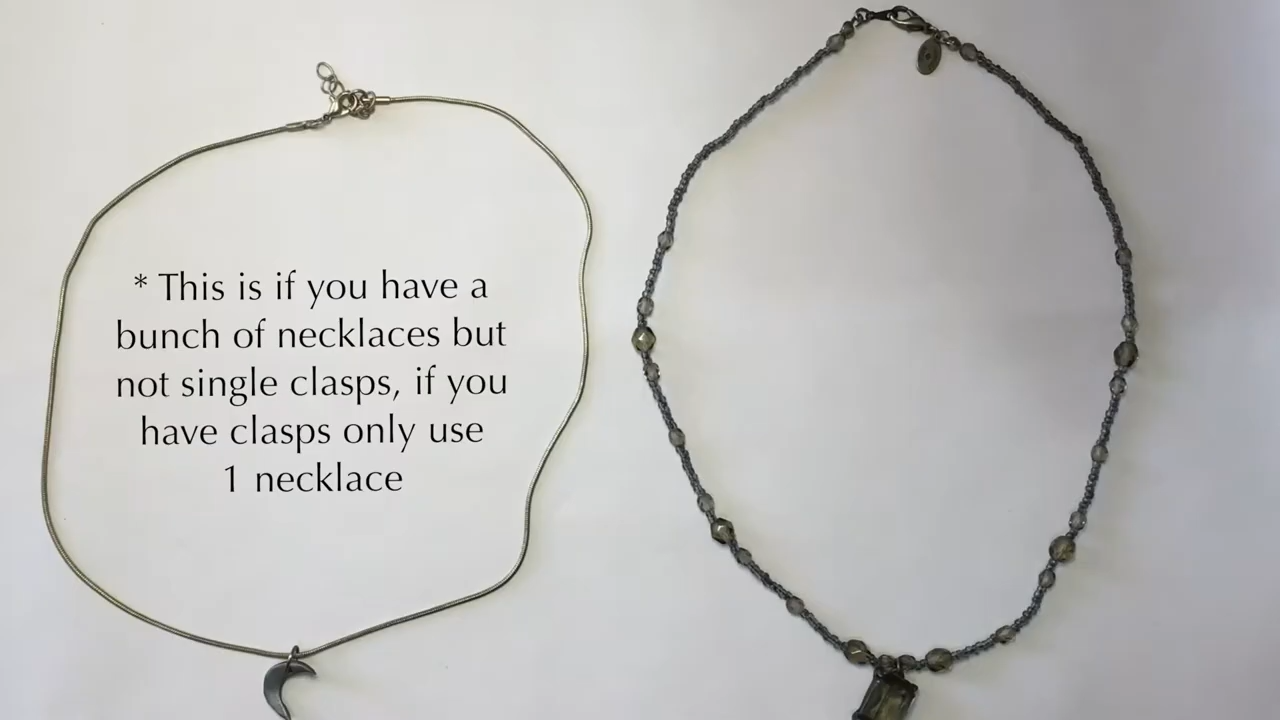 * This is if you have a
bunch of necklaces but
not single clasps, if you
have clasps only use
1 necklace